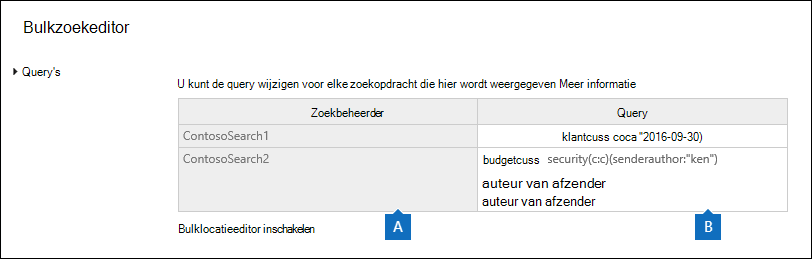 Bulkzoekeditor
Query's
U kunt de query wijzigen voor elke zoekopdracht die hier wordt weergegeven Meer informatie
Zoekbeheerder Query
ContosoSearch1 klantcuss coca "2016-09-30)
ContosoSearch2 budgetcuss security(c:c)(senderauthor:"ken")
auteur van afzender
auteur van afzender
A B
Bulklocatieeditor inschakelen